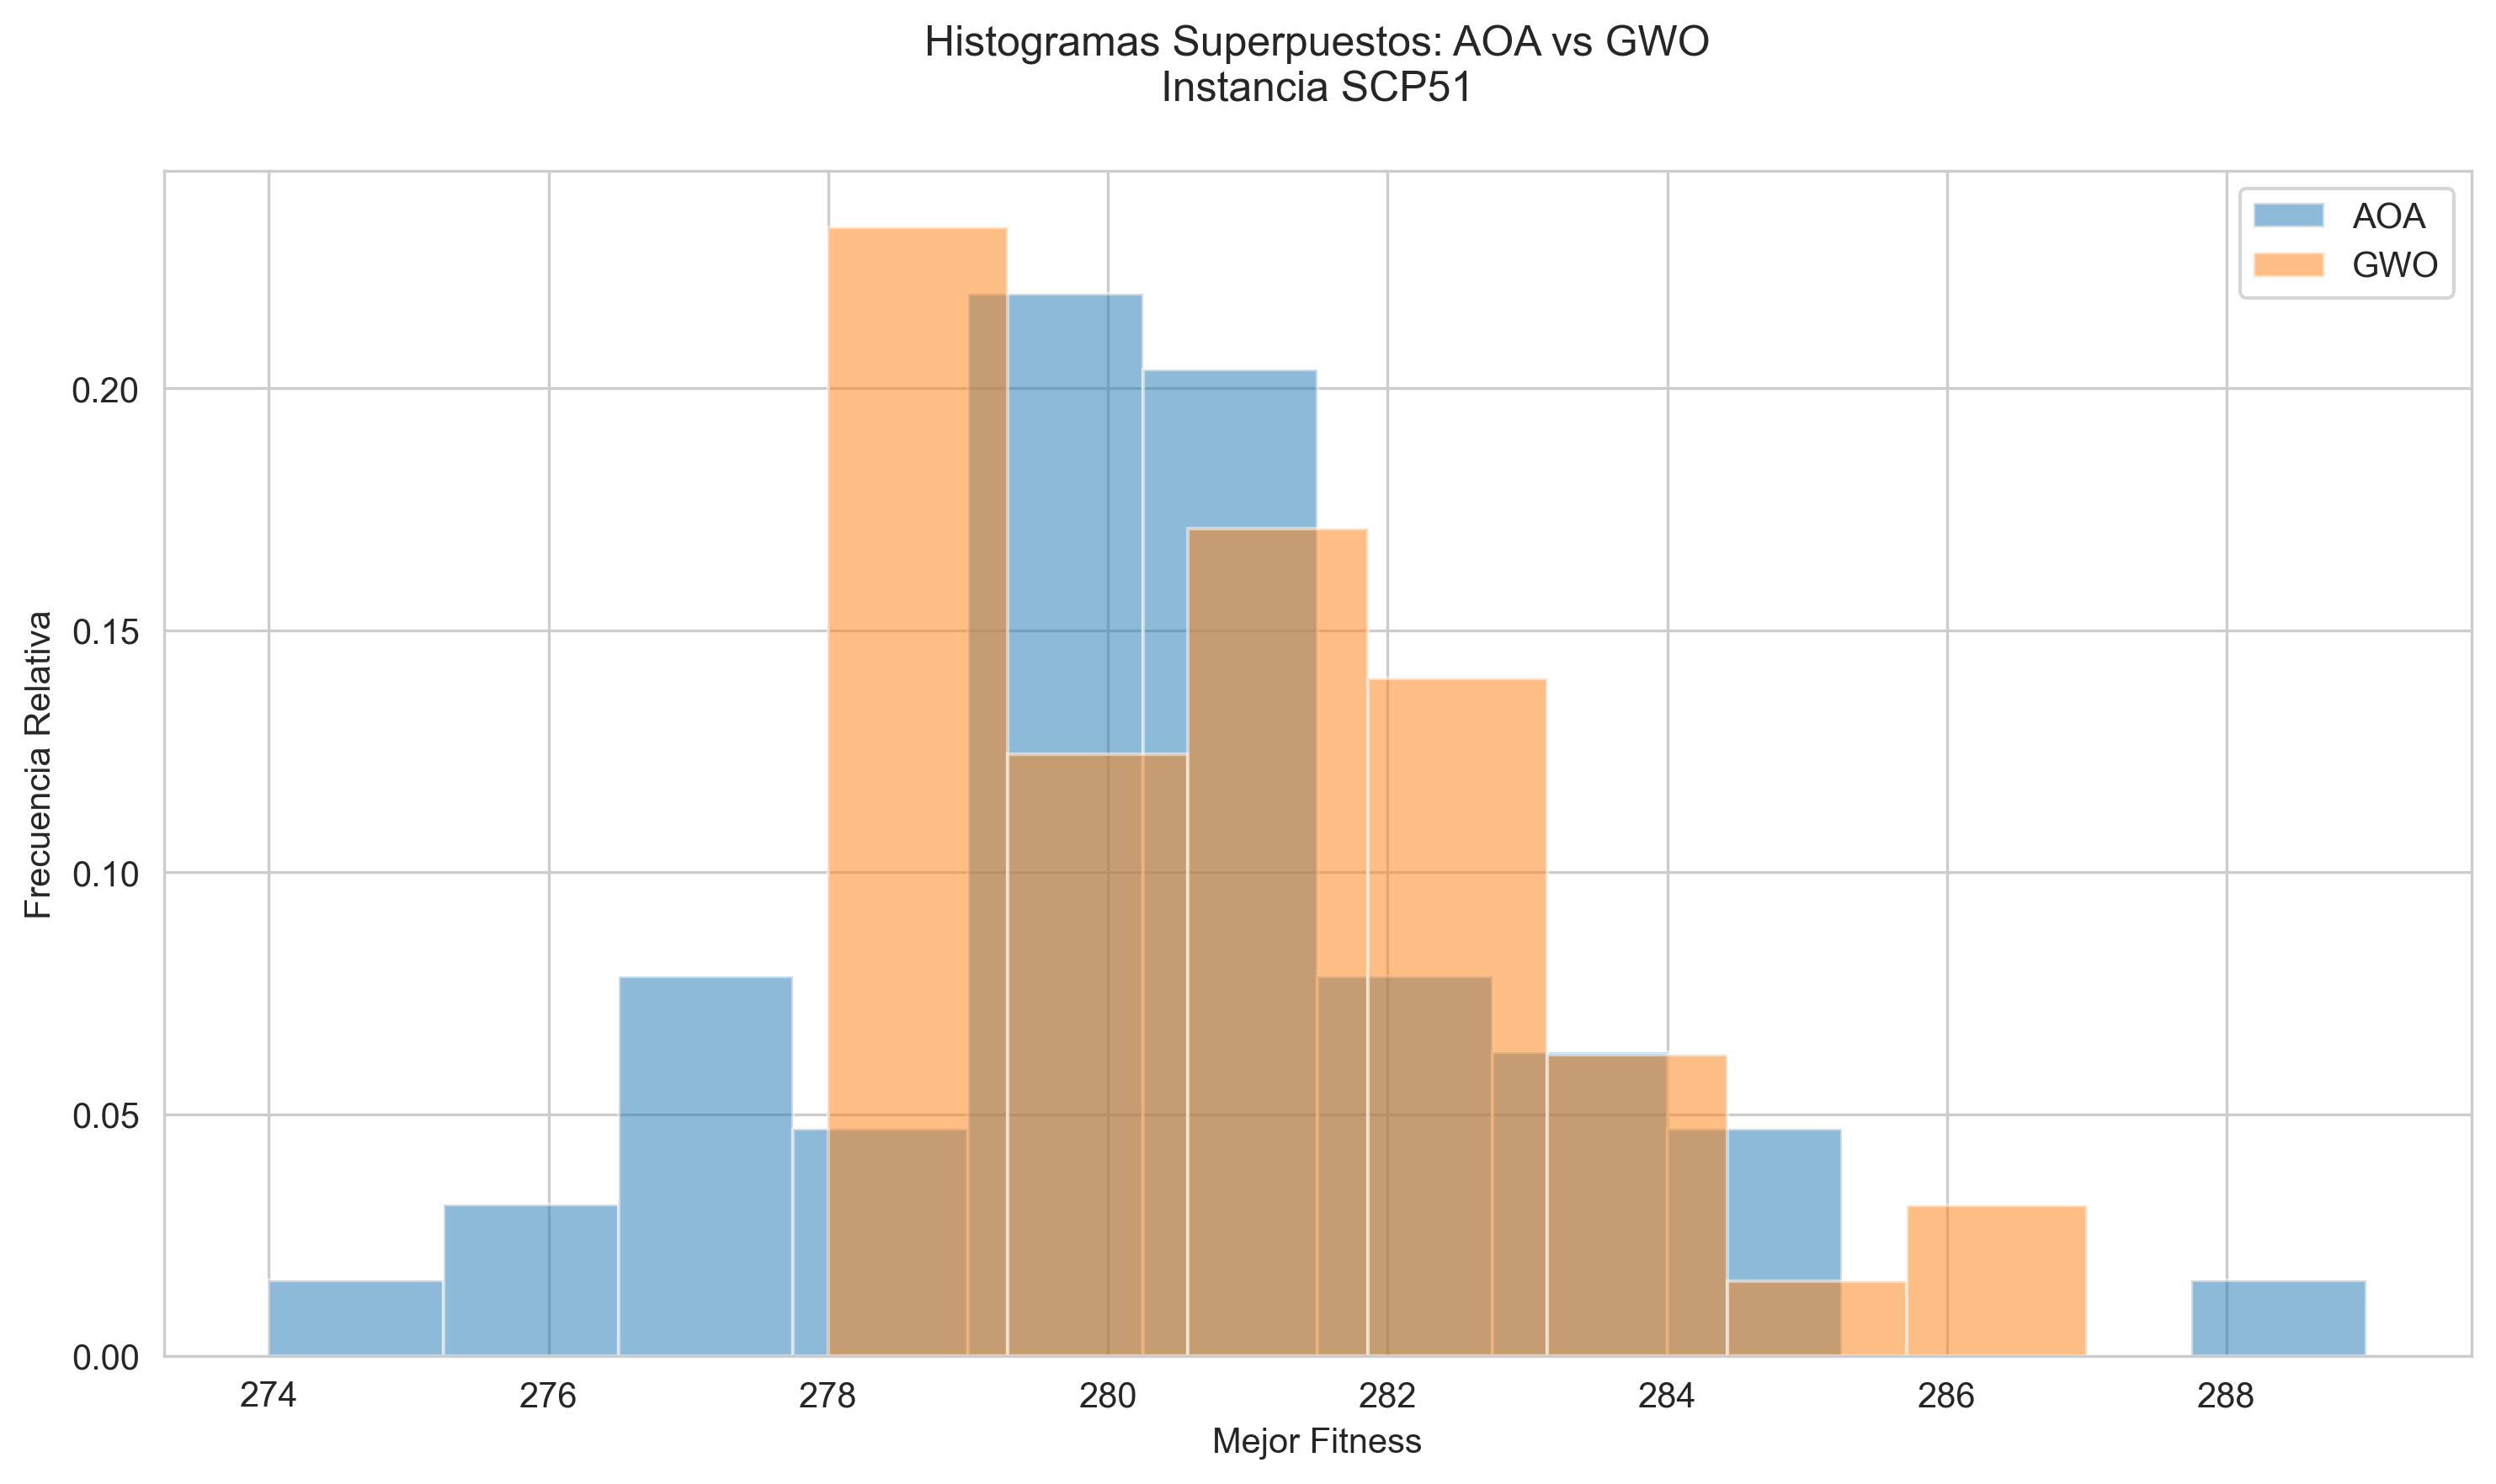 Histogramas Superpuestos: AOA vs GWO
Instancia SCP51
AOA
GWO
Frecuencia Relativa
0.20
0.15
0.10
0.05
0.00
274 276 278 280 282 284 286 288
Mejor Fitness